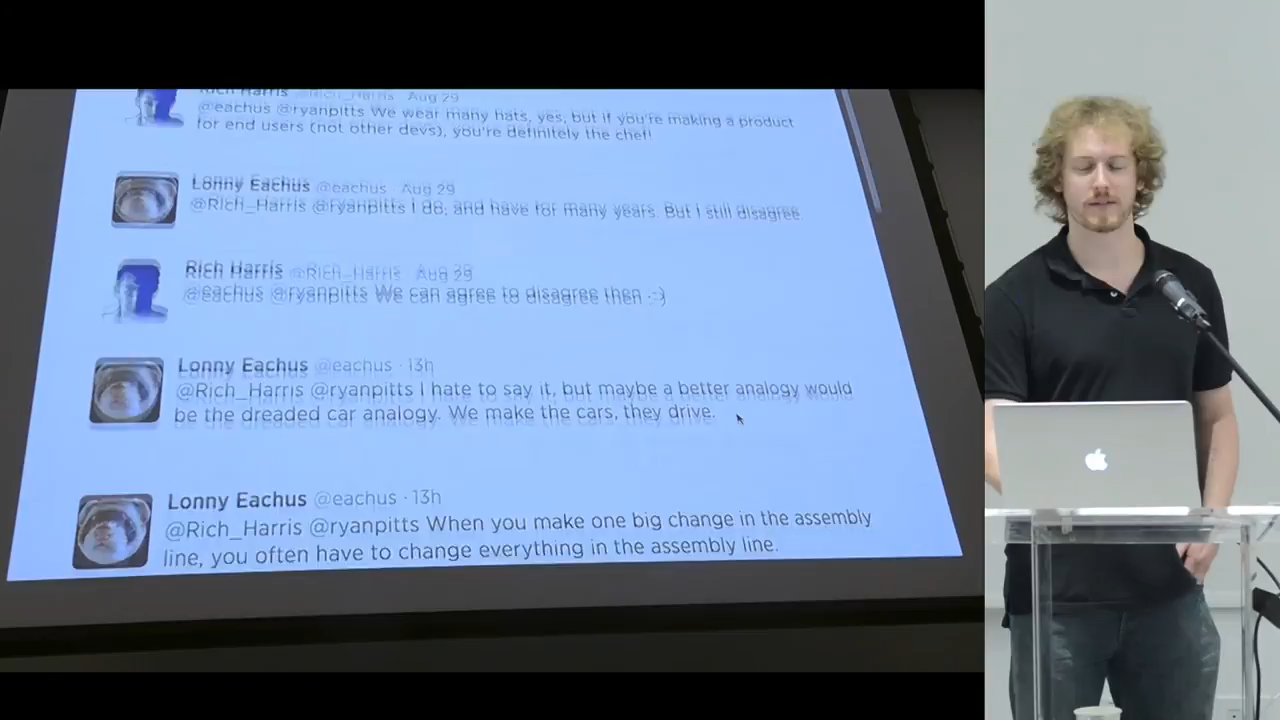 Rich Harris @Rich_Harris · Aug 29
@eachus @ryanpitts We wear many hats, yes, but if you're making a product
for end users (not other devs), you're definitely the chef!
Lonny Eachus @eachus · Aug 29
@Rich_Harris @ryanpitts I do, and have for many years. But I still disagree
Rich Harris @Rich_Harris · Aug 29
@eachus @ryanpitts We can agree to disagree then :-)
Lonny Eachus @eachus · 13h
@Rich_Harris @ryanpitts I hate to say it, but maybe a better analogy would
be the dreaded car analogy. We make the cars, they drive.
Lonny Eachus @eachus · 13h
@Rich_Harris @ryanpitts When you make one big change in the assembly
line, you often have to change everything in the assembly line.